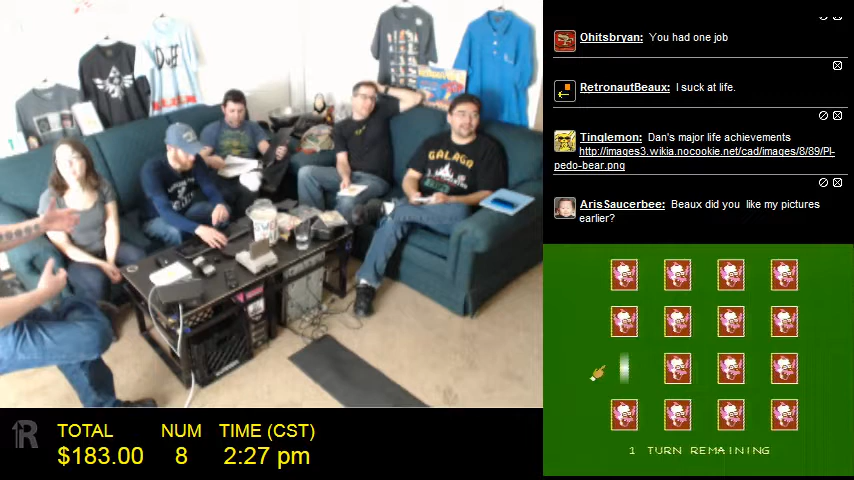 Ohitsbryan: You had one job
RetronautBeaux: I suck at life.
Tinglemon: Dan's major life achievements
http://images3.wikia.nocookie.net/cad/images/8/89/Pl-
pedo-bear.png
ArisSaucerbee: Beaux did you like my pictures
earlier?
GALAGA
1 TURN REMAINING
TOTAL NUM TIME (CST)
$183.00 8 2:27 pm